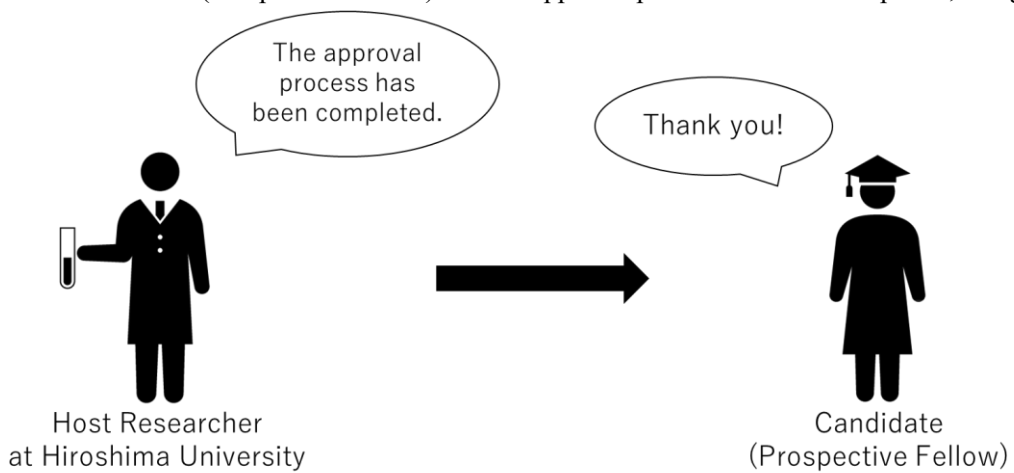 The approval
process has
been completed.
Thank you!
Host Researcher
at Hiroshima University
Candidate
(Prospective Fellow)